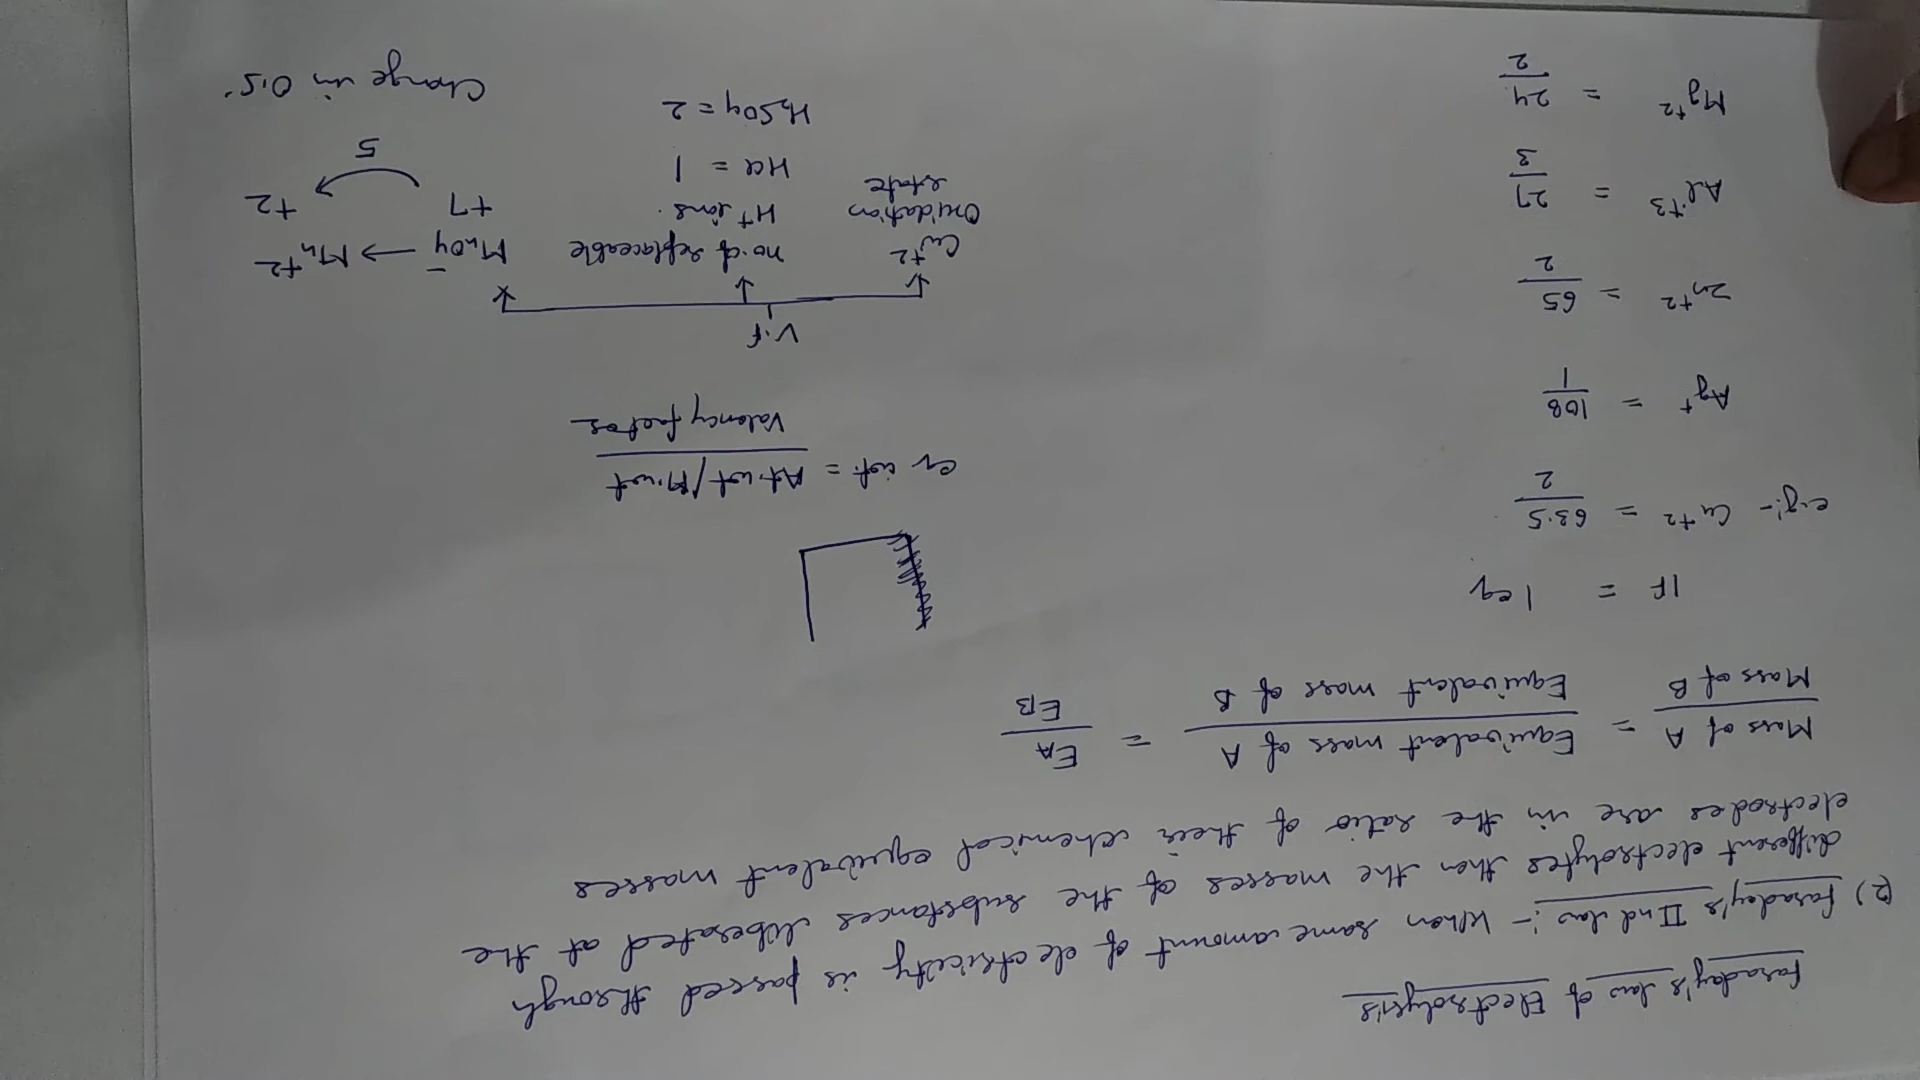 Faraday's law of Electrolysis
(2) Faraday's IInd law :- When same amount of electricity is passed through
different electrolytes then the masses of the substances liberated at the
electrodes are in the ratio of their chemical equivalent masses
Mass of A / Mass of B = Equivalent mass of A / Equivalent mass of B = EA / EB
1F = 1 eq
e.g:- Cu+2 = 63.5 / 2
eq wt. = At.wt / M.wt / Valency factor
Ag+ = 108 / 1
V.f
Zn+2 = 65 / 2
Cu+2 no. of replaceable MnO4- → Mn+2
Oxidation H+ ions. +7 +2
state HCl = 1 5
Al+3 = 27 / 3
H2SO4 = 2 Change in O.S.
Mg+2 = 24 / 2